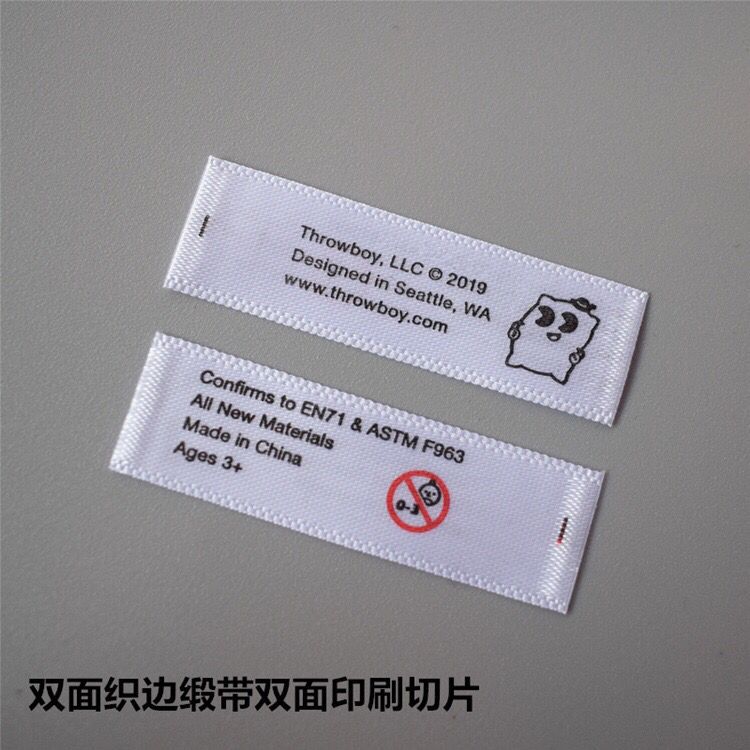 Throwboy, LLC © 2019
Designed in Seattle, WA
www.throwboy.com
Confirms to EN71 & ASTM F963
All New Materials
Made in China
Ages 3+
0-3
双面织边缎带双面印刷切片